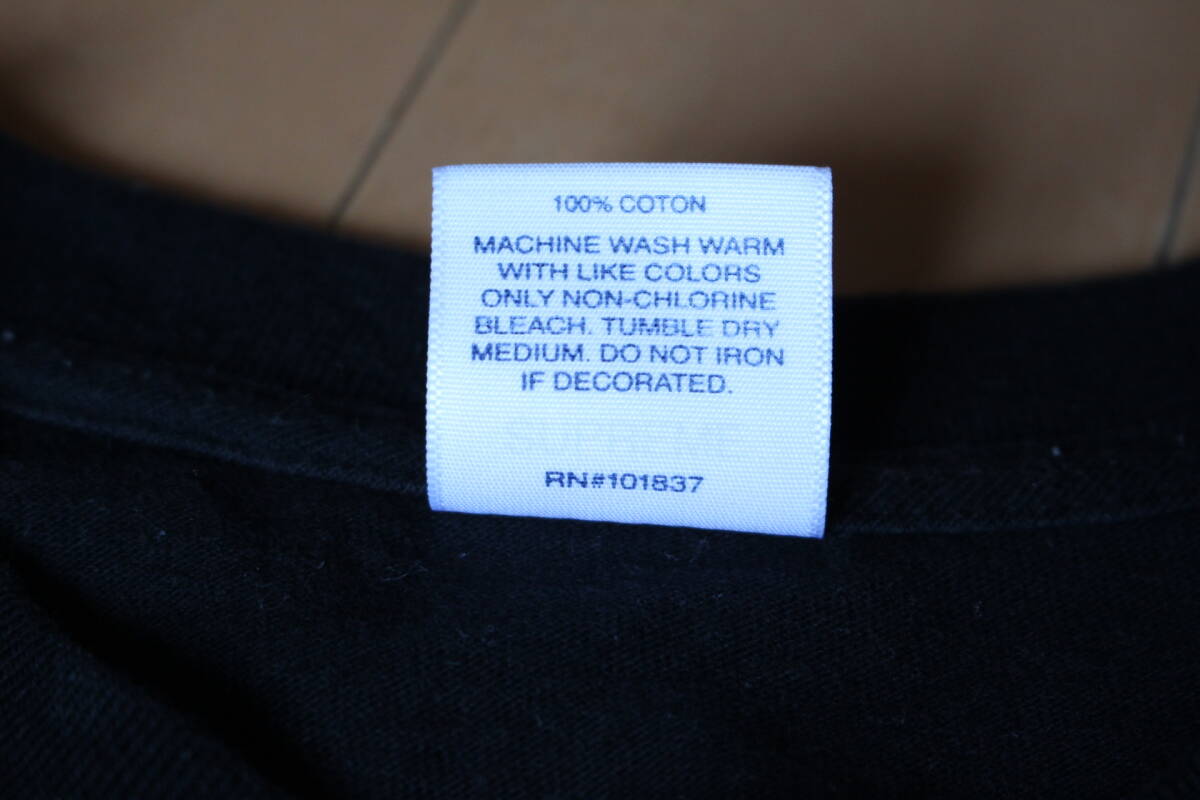 100% COTON
MACHINE WASH WARM
WITH LIKE COLORS
ONLY NON-CHLORINE
BLEACH. TUMBLE DRY
MEDIUM. DO NOT IRON
IF DECORATED.
RN#101837